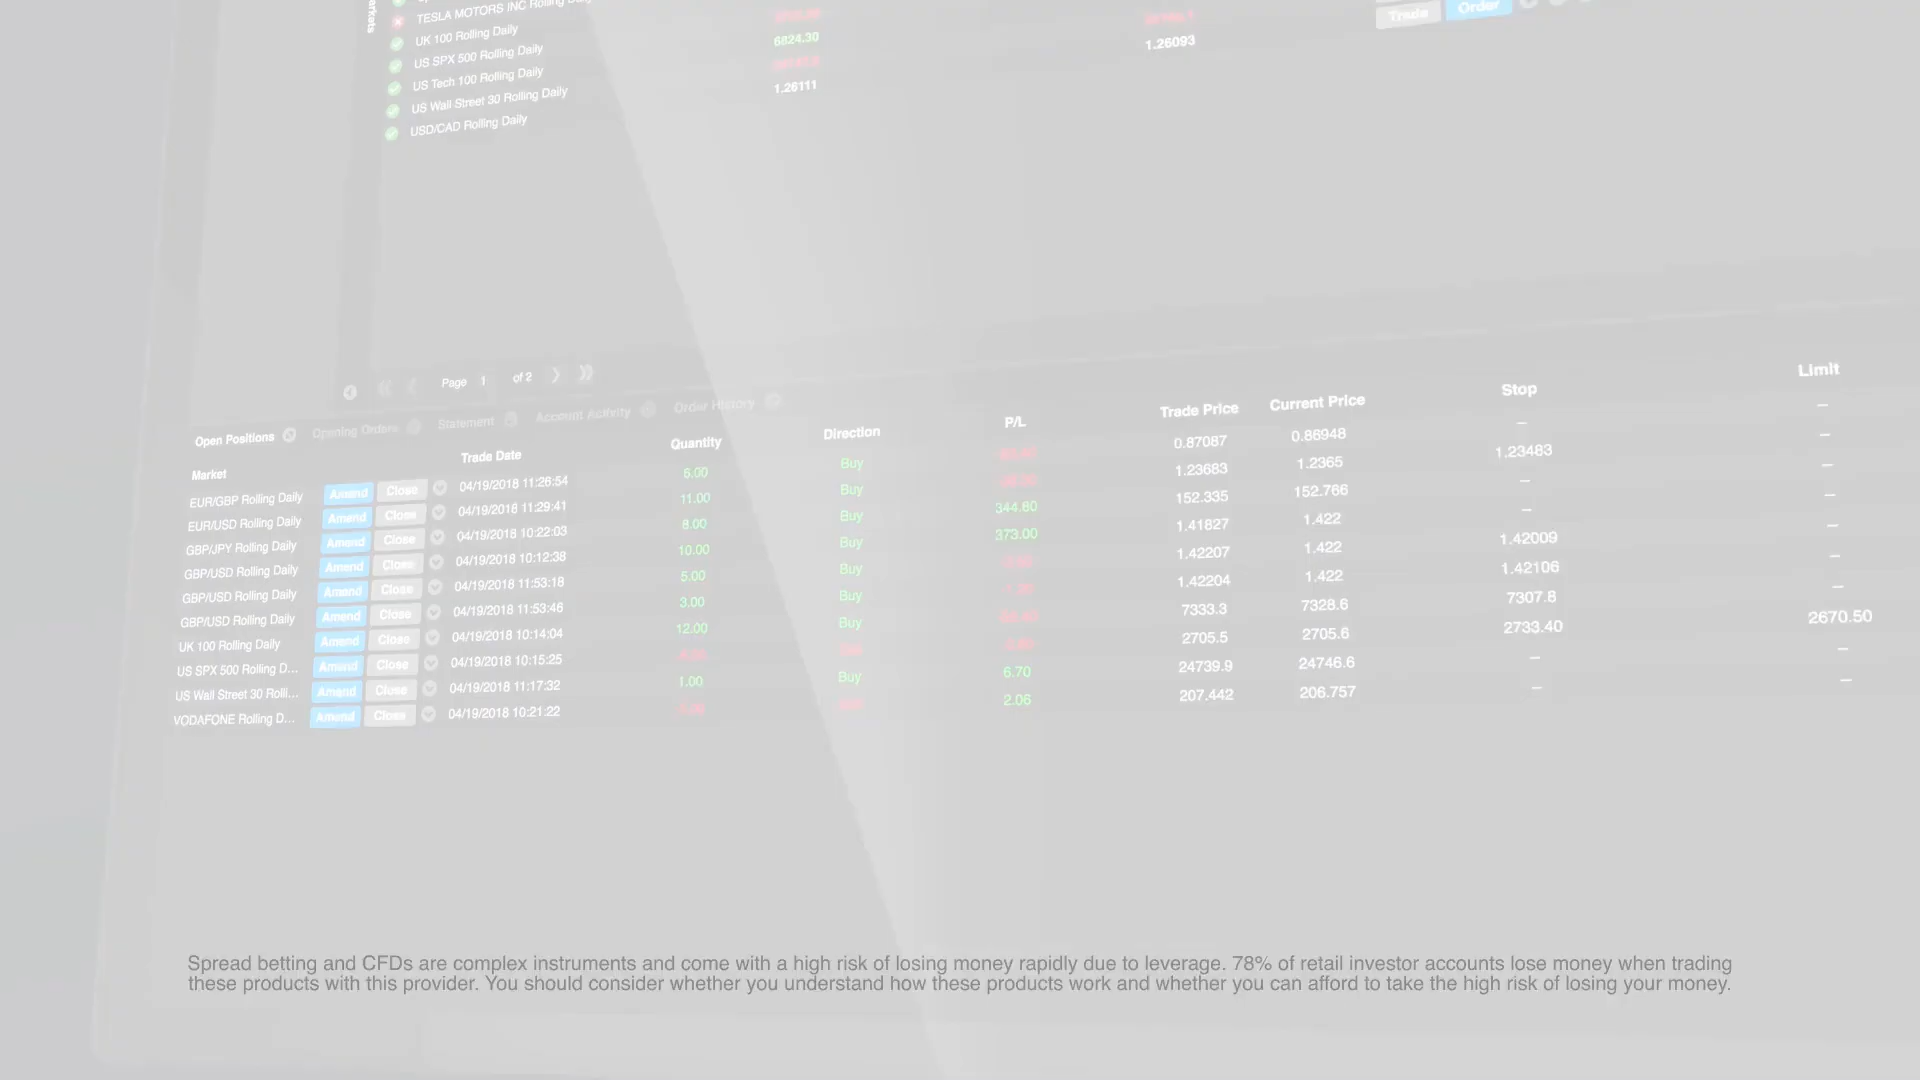 TESLA MOTORS INC Rolling
UK 100 Rolling Daily 6824.30 1.26093
US SPX 500 Rolling Daily
US Tech 100 Rolling Daily 1.26111
US Wall Street 30 Rolling Daily
USD/CAD Rolling Daily
Trade Order
Page 1 of 2
Open Positions Opening Orders Statement Account Activity Order History
Market Trade Date Quantity Direction P/L Trade Price Current Price Stop Limit
EUR/GBP Rolling Daily Amend Close 04/19/2018 11:26:54 6.00 Buy 0.87087 0.86948 – –
EUR/USD Rolling Daily Amend Close 04/19/2018 11:29:41 11.00 Buy 1.23683 1.2365 1.23483 –
GBP/JPY Rolling Daily Amend Close 04/19/2018 10:22:03 8.00 Buy 344.80 152.335 152.766 – –
GBP/USD Rolling Daily Amend Close 04/19/2018 10:12:38 10.00 Buy 373.00 1.41827 1.422 – –
GBP/USD Rolling Daily Amend Close 04/19/2018 11:53:18 5.00 Buy 1.42207 1.422 1.42009 –
GBP/USD Rolling Daily Amend Close 04/19/2018 11:53:46 3.00 Buy 1.42204 1.422 1.42106 –
UK 100 Rolling Daily Amend Close 04/19/2018 10:14:04 12.00 Buy 7333.3 7328.6 7307.8 –
US SPX 500 Rolling D... Amend Close 04/19/2018 10:15:25 2705.5 2705.6 2733.40 2670.50
US Wall Street 30 Rolli... Amend Close 04/19/2018 11:17:32 1.00 Buy 6.70 24739.9 24746.6 – –
VODAFONE Rolling D... Amend Close 04/19/2018 10:21:22 2.06 207.442 206.757 – –
Spread betting and CFDs are complex instruments and come with a high risk of losing money rapidly due to leverage. 78% of retail investor accounts lose money when trading
these products with this provider. You should consider whether you understand how these products work and whether you can afford to take the high risk of losing your money.